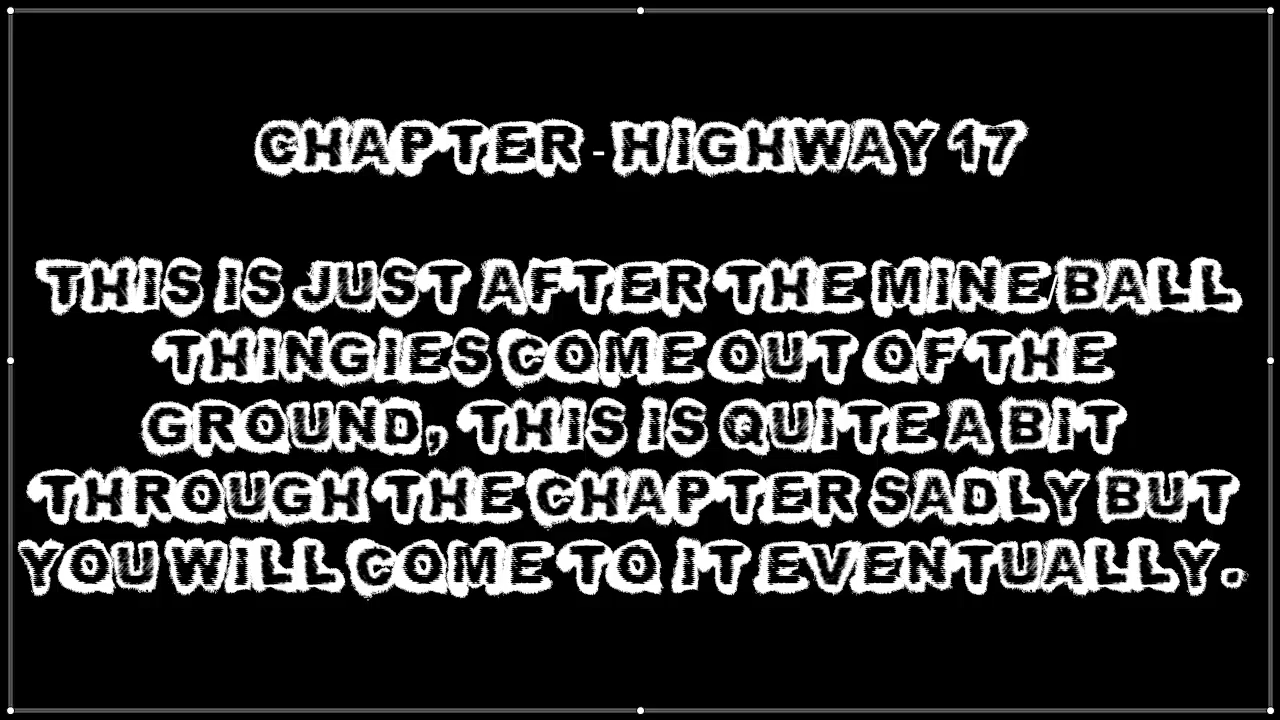 CHAPTER - HIGHWAY 17
THIS IS JUST AFTER THE MINE/BALL
THINGIES COME OUT OF THE
GROUND, THIS IS QUITE A BIT
THROUGH THE CHAPTER SADLY BUT
YOU WILL COME TO IT EVENTUALLY.